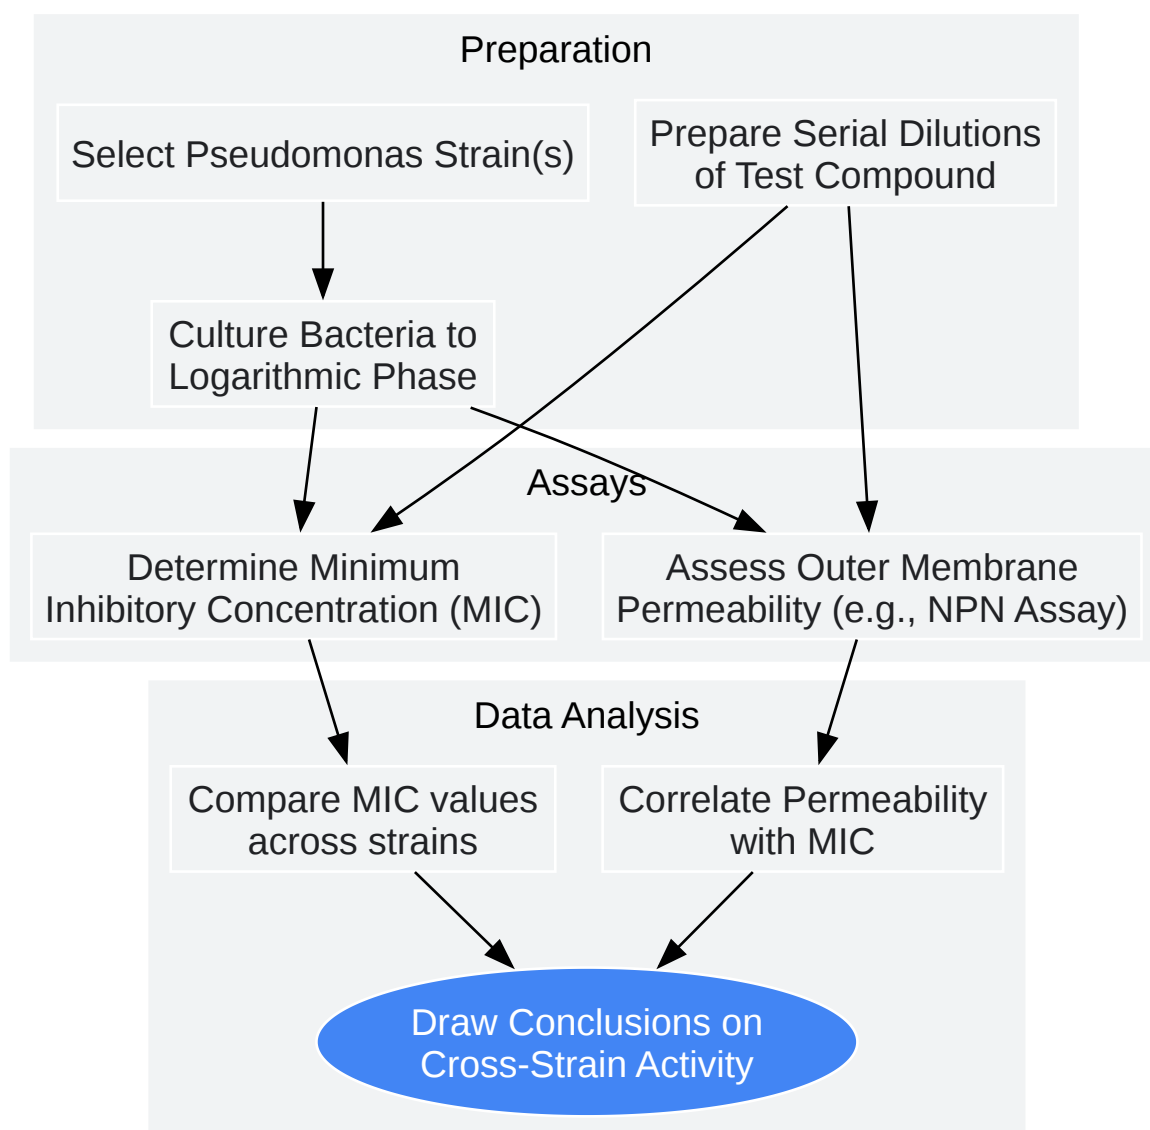 Preparation
Select Pseudomonas Strain(s)
Prepare Serial Dilutions
of Test Compound
Culture Bacteria to
Logarithmic Phase
Assays
Determine Minimum
Inhibitory Concentration (MIC)
Assess Outer Membrane
Permeability (e.g., NPN Assay)
Data Analysis
Compare MIC values
across strains
Correlate Permeability
with MIC
Draw Conclusions on
Cross-Strain Activity